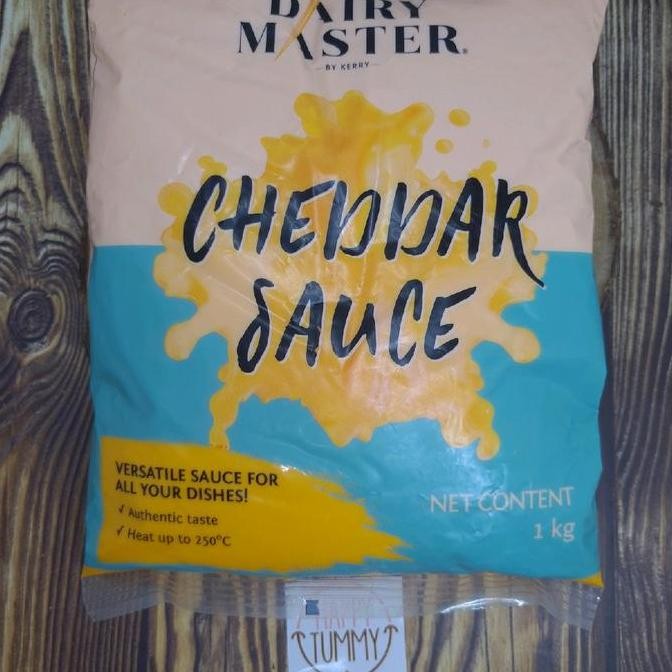 DAIRY
MASTER®
BY KERRY
CHEDDAR
SAUCE
VERSATILE SAUCE FOR
ALL YOUR DISHES!
✓ Authentic taste
✓ Heat up to 250°C
NET CONTENT
1 kg
HAPPY
TUMMY